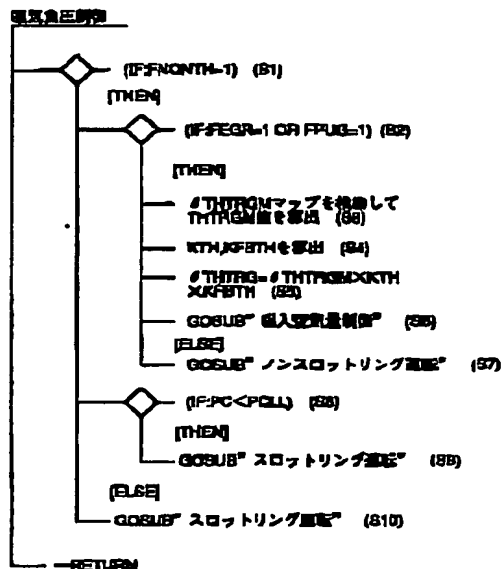 吸気負圧制御
(IF:FNONTH=1) (S1)
[THEN]
(IF:FEGR=1 OR FPUG=1) (S2)
[THEN]
θTHTRGMマップを検索して
THTRGM値を算出 (S3)
KTH,KFBTHを算出 (S4)
θTHTRG=θTHTRGM×KTH
×KFBTH (S5)
GOSUB" 吸入空気量制御" (S6)
[ELSE]
GOSUB" ノンスロットリング運転" (S7)
(IF:PC<PCLL) (S8)
[THEN]
GOSUB" スロットリング運転" (S9)
[ELSE]
GOSUB" スロットリング運転" (S10)
RETURN